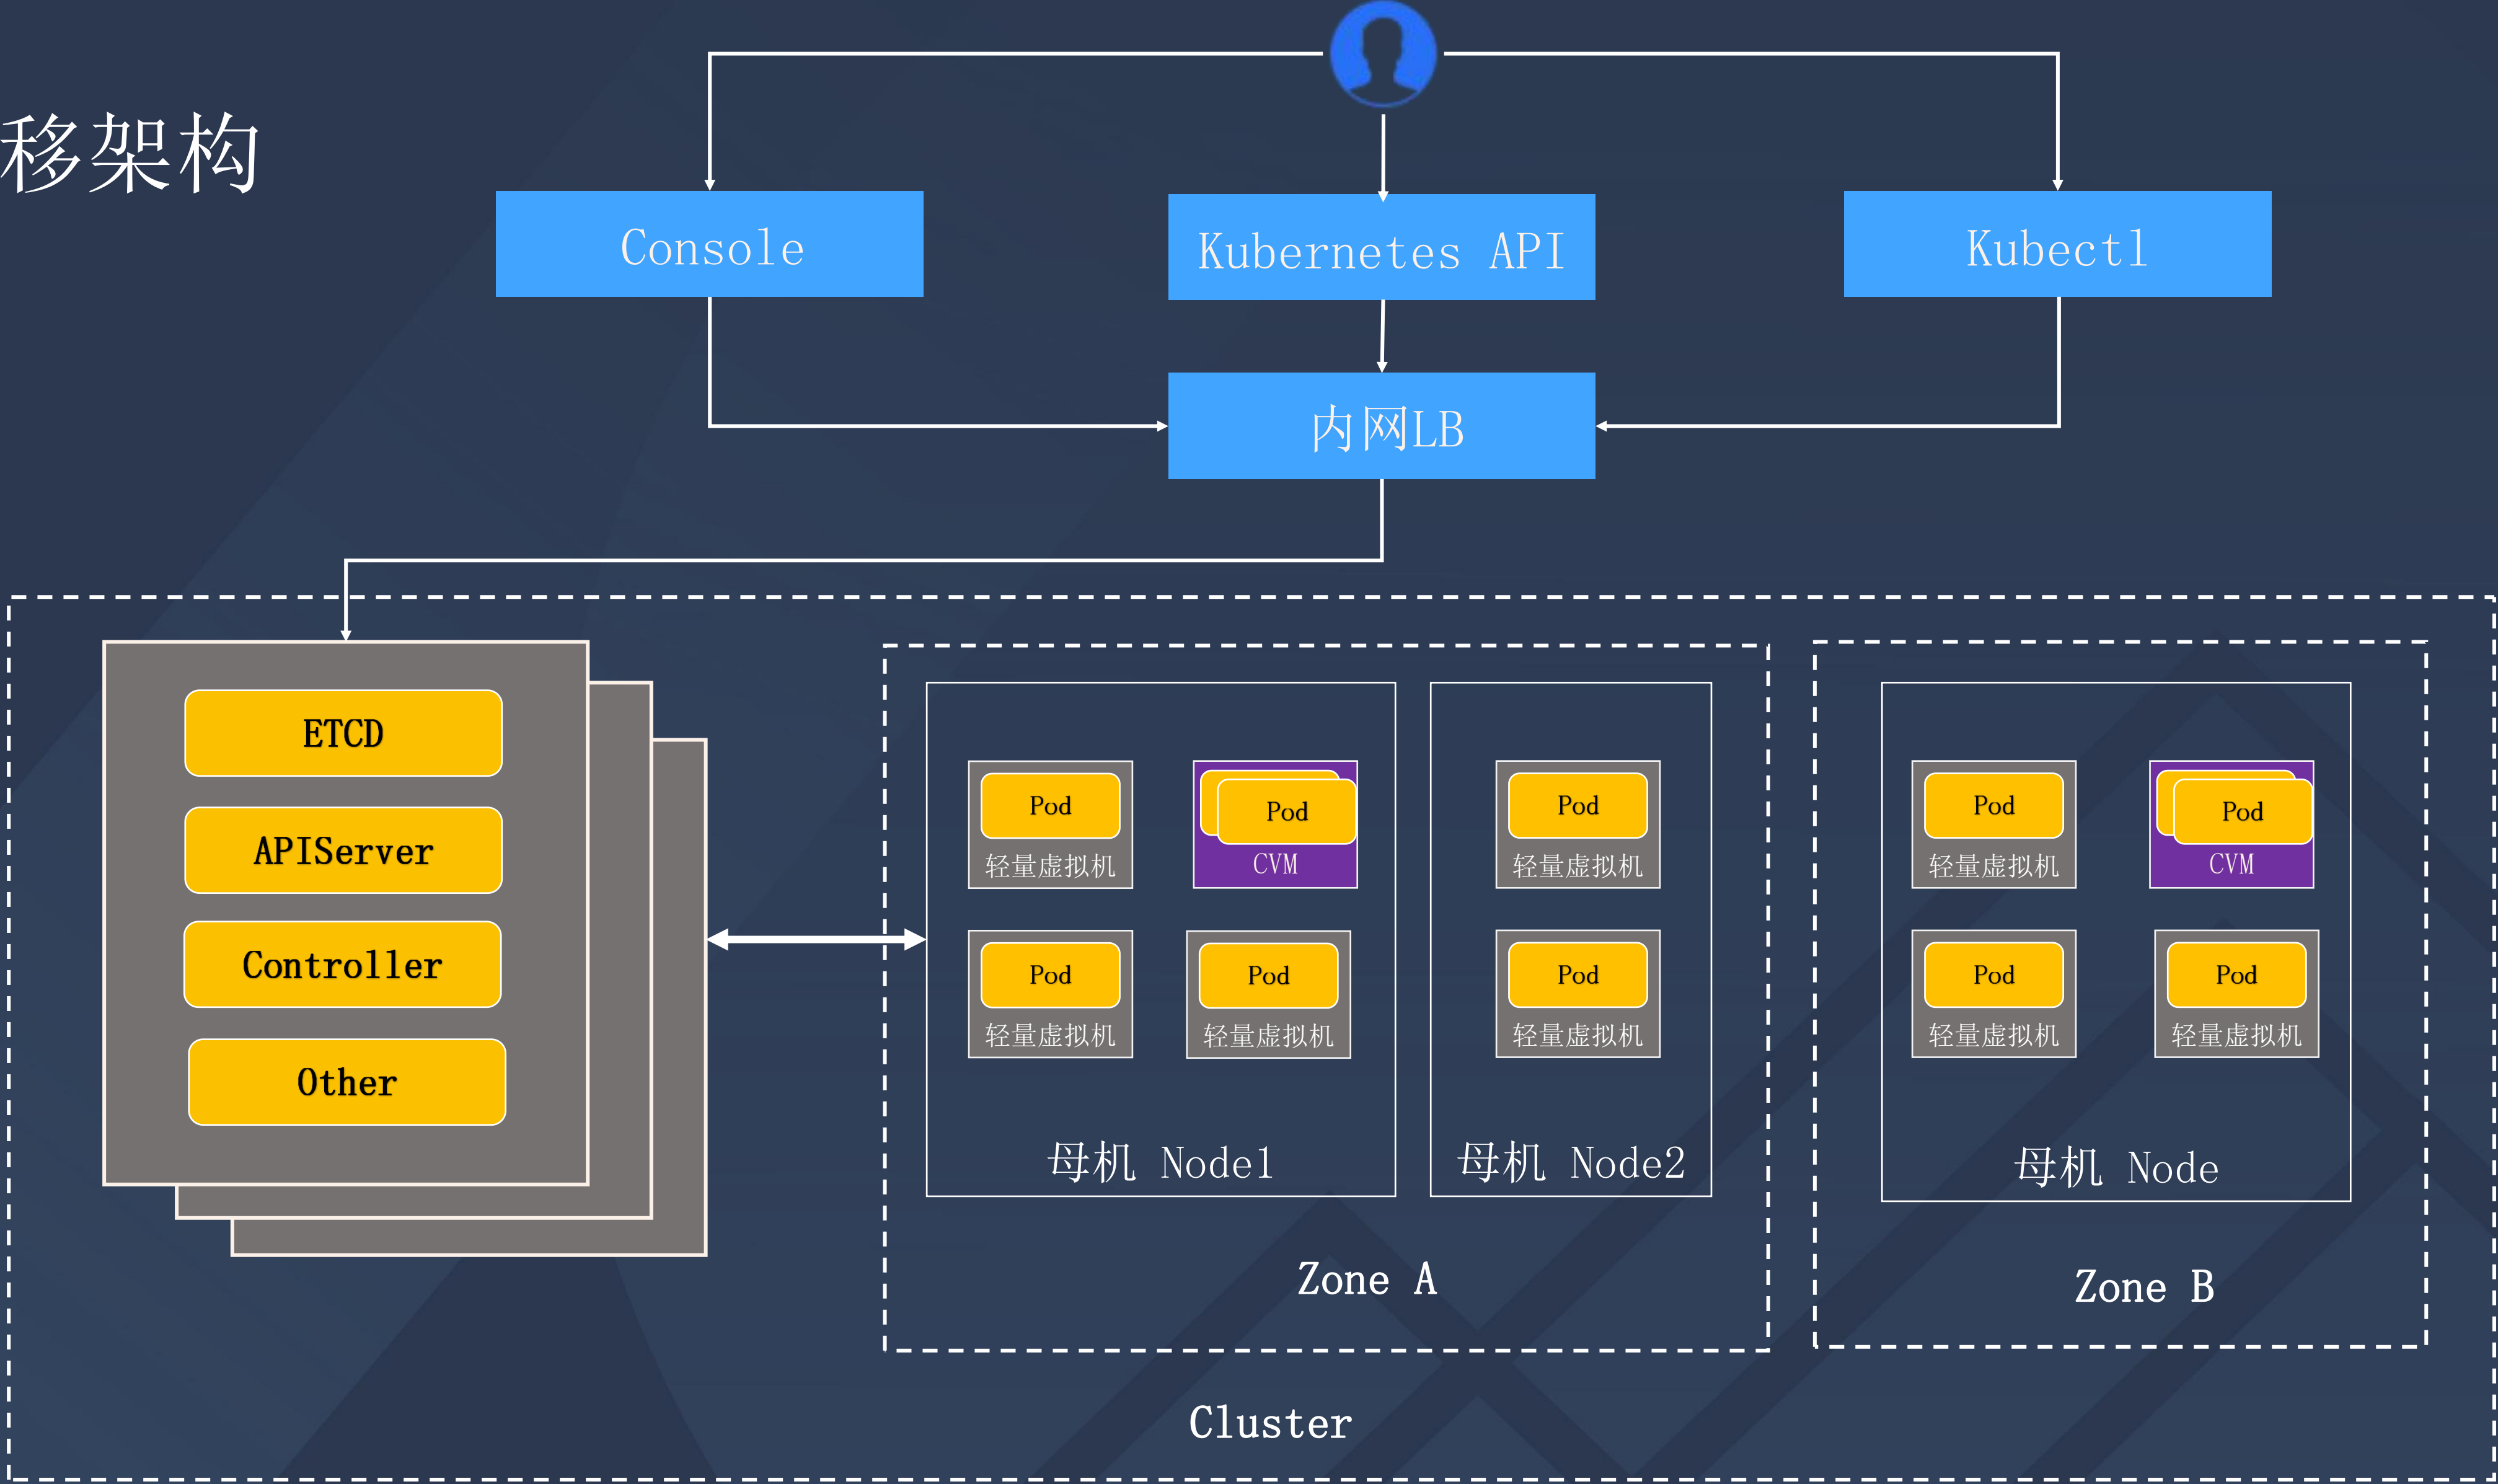 移架构
Console
Kubernetes API
Kubectl
内网LB
ETCD
APIServer
Controller
Other
Pod
轻量虚拟机
Pod
CVM
Pod
轻量虚拟机
Pod
轻量虚拟机
母机 Node1
Pod
轻量虚拟机
Pod
轻量虚拟机
母机 Node2
Zone A
Pod
轻量虚拟机
Pod
CVM
Pod
轻量虚拟机
Pod
轻量虚拟机
母机 Node
Zone B
Cluster